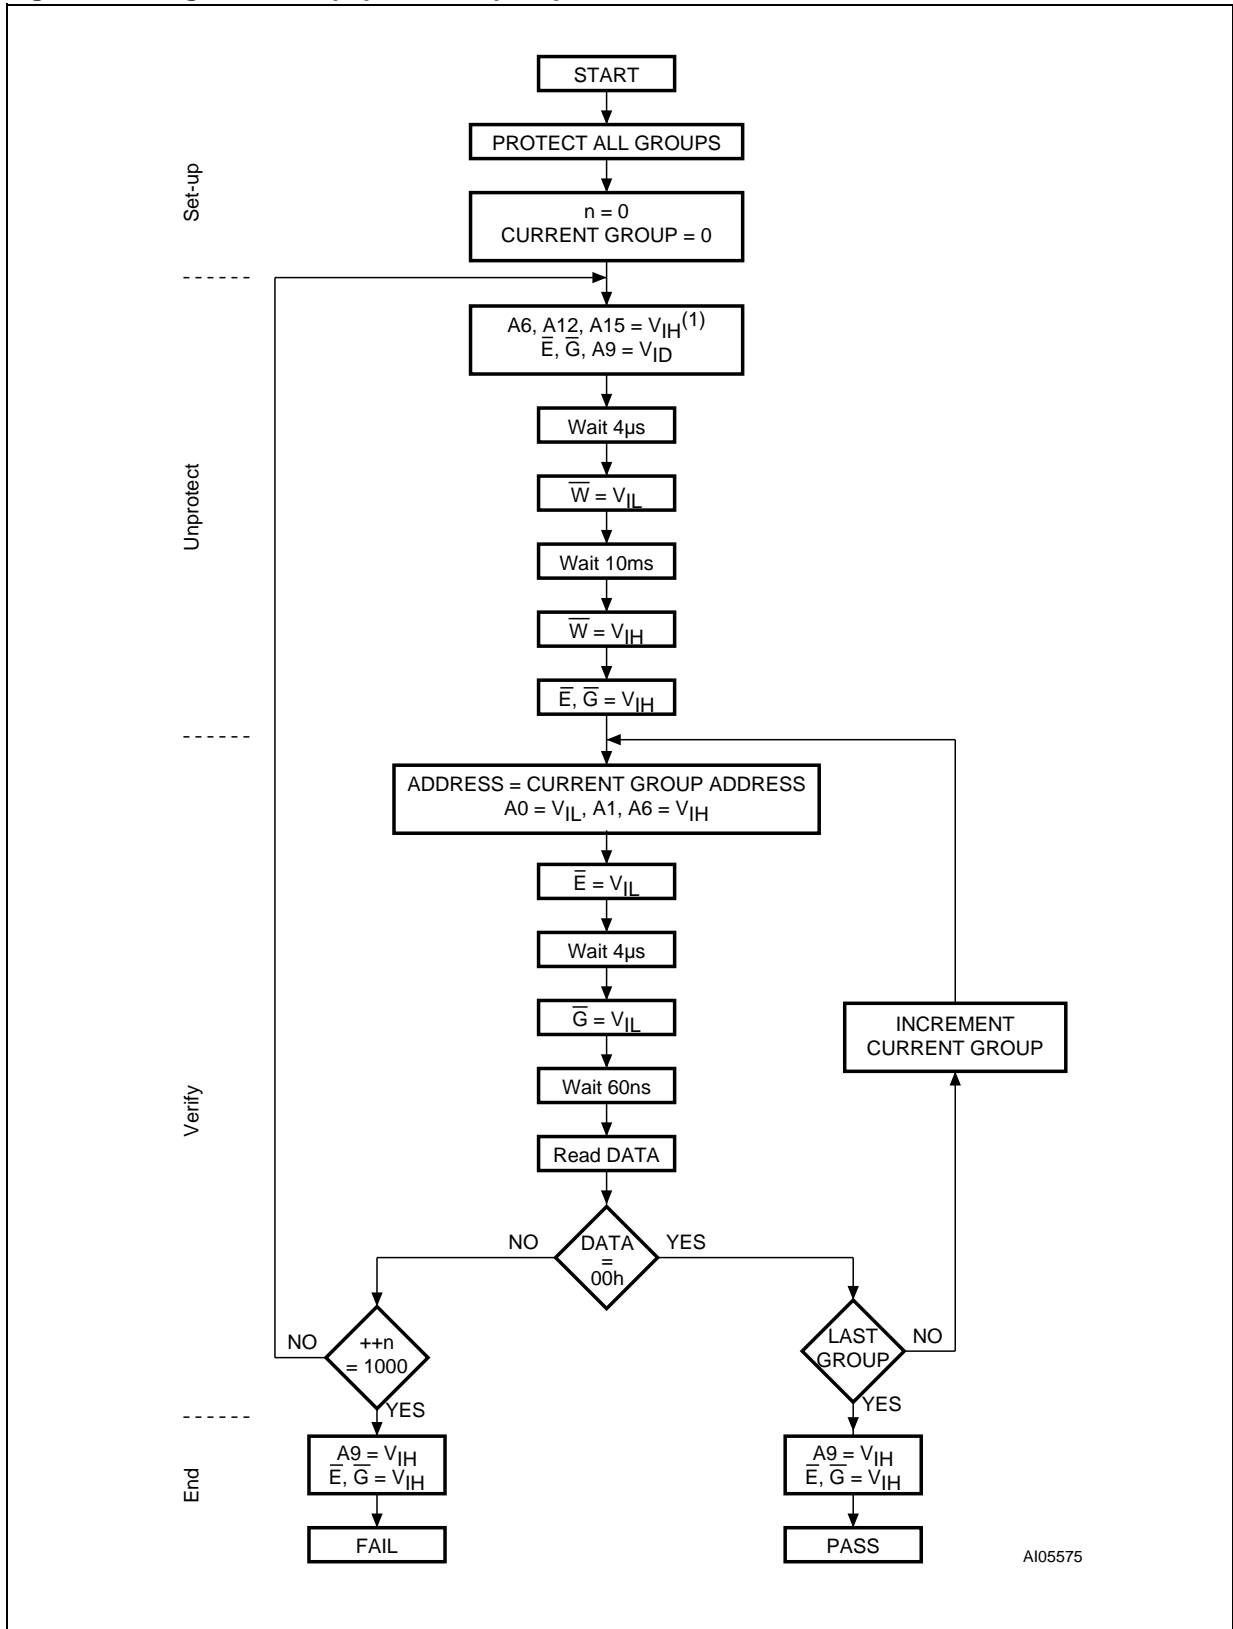 START
PROTECT ALL GROUPS
Set-up
n = 0
CURRENT GROUP = 0
A6, A12, A15 = VIH(1)
E̅, G̅, A9 = VID
Wait 4µs
Unprotect
W̅ = VIL
Wait 10ms
W̅ = VIH
E̅, G̅ = VIH
ADDRESS = CURRENT GROUP ADDRESS
A0 = VIL, A1, A6 = VIH
E̅ = VIL
Wait 4µs
G̅ = VIL
INCREMENT
CURRENT GROUP
Wait 60ns
Verify
Read DATA
NO
DATA
=
00h
YES
NO
++n
= 1000
YES
LAST
GROUP
NO
YES
End
A9 = VIH
E̅, G̅ = VIH
A9 = VIH
E̅, G̅ = VIH
FAIL
PASS
AI05575